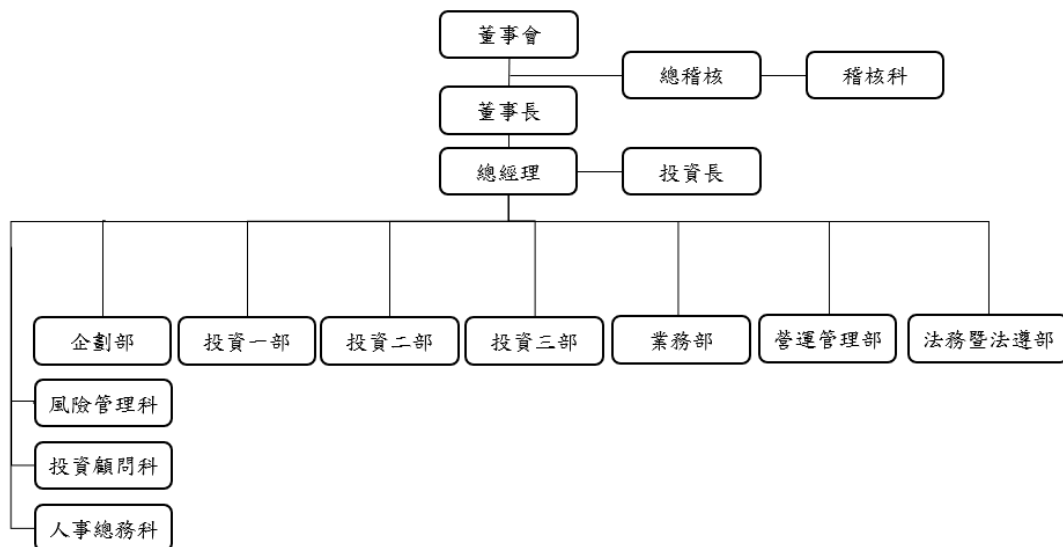 董事會
總稽核
稽核科
董事長
總經理
投資長
企劃部
投資一部
投資二部
投資三部
業務部
營運管理部
法務暨法遵部
風險管理科
投資顧問科
人事總務科